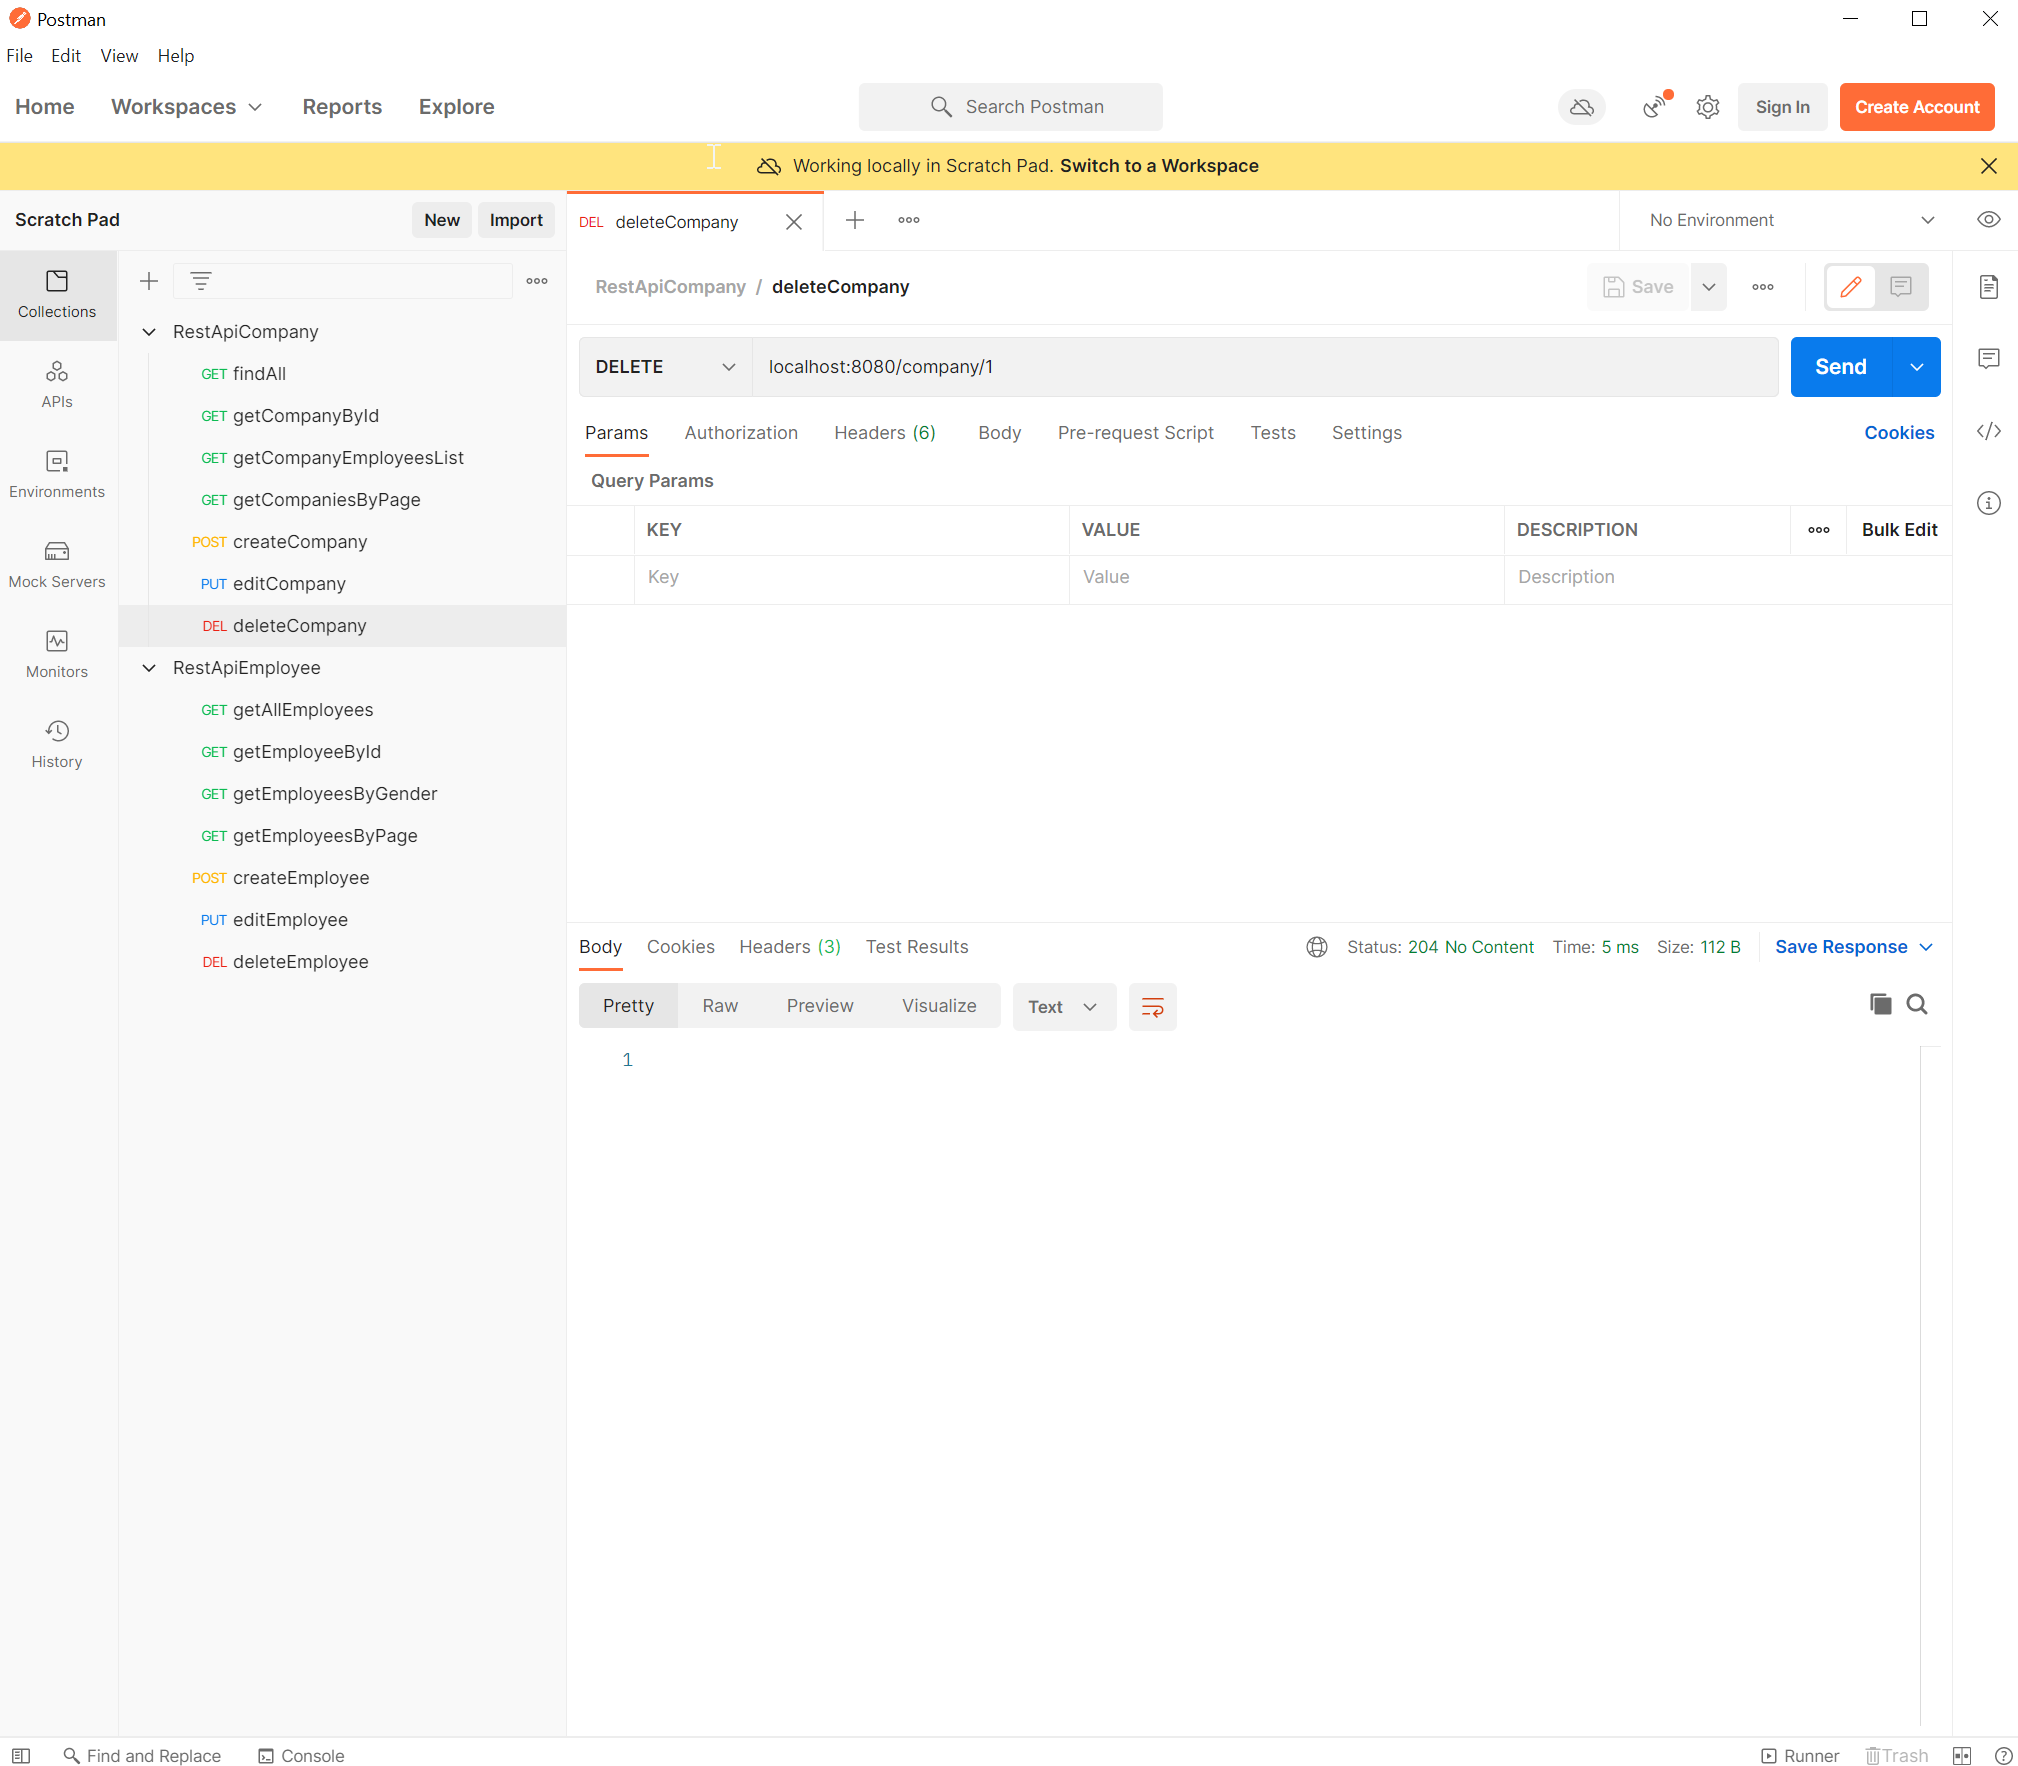 Postman
File Edit View Help
Home Workspaces Reports Explore Search Postman Sign In Create Account
Working locally in Scratch Pad. Switch to a Workspace
Scratch Pad New Import DEL deleteCompany No Environment
Collections
APIs
Environments
Mock Servers
Monitors
History
RestApiCompany
GET findAll
GET getCompanyById
GET getCompanyEmployeesList
GET getCompaniesByPage
POST createCompany
PUT editCompany
DEL deleteCompany
RestApiEmployee
GET getAllEmployees
GET getEmployeeById
GET getEmployeesByGender
GET getEmployeesByPage
POST createEmployee
PUT editEmployee
DEL deleteEmployee
RestApiCompany / deleteCompany Save
DELETE localhost:8080/company/1 Send
Params Authorization Headers (6) Body Pre-request Script Tests Settings Cookies
Query Params
KEY VALUE DESCRIPTION Bulk Edit
Key Value Description
Body Cookies Headers (3) Test Results Status: 204 No Content Time: 5 ms Size: 112 B Save Response
Pretty Raw Preview Visualize Text
1
Find and Replace Console Runner Trash